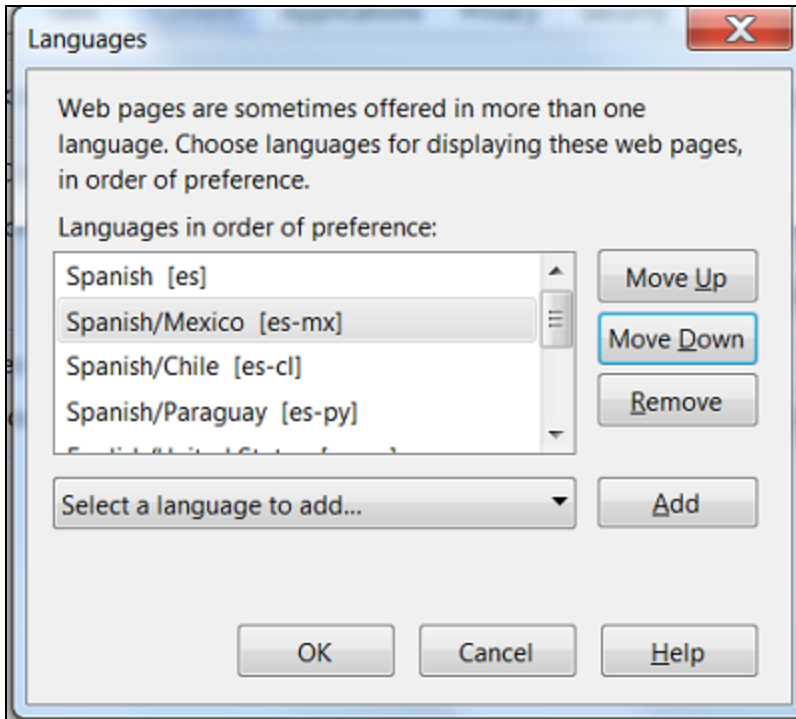 Languages
Web pages are sometimes offered in more than one
language. Choose languages for displaying these web pages,
in order of preference.
Languages in order of preference:
Spanish [es]
Move Up
Spanish/Mexico [es-mx]
Move Down
Spanish/Chile [es-cl]
Spanish/Paraguay [es-py]
Remove
Select a language to add...
Add
OK
Cancel
Help